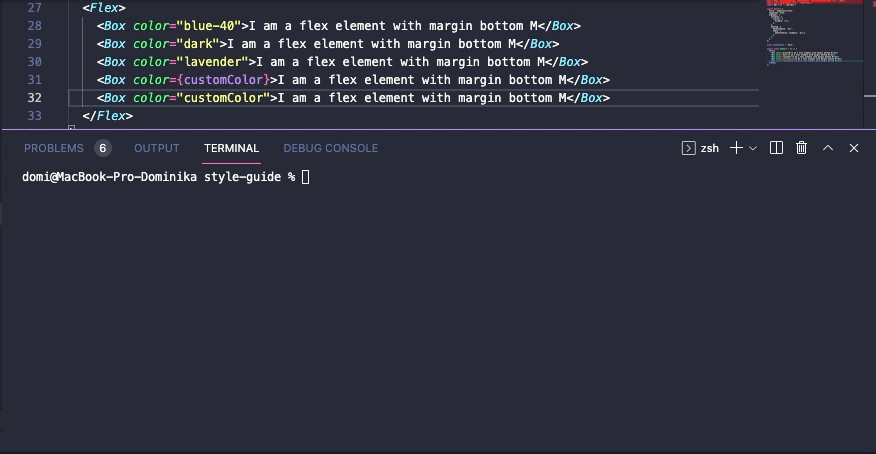 27 <Flex>
28 <Box color="blue-40">I am a flex element with margin bottom M</Box>
29 <Box color="dark">I am a flex element with margin bottom M</Box>
30 <Box color="lavender">I am a flex element with margin bottom M</Box>
31 <Box color={customColor}>I am a flex element with margin bottom M</Box>
32 <Box color="customColor">I am a flex element with margin bottom M</Box>
33 </Flex>
PROBLEMS 6 OUTPUT TERMINAL DEBUG CONSOLE zsh
domi@MacBook-Pro-Dominika style-guide %